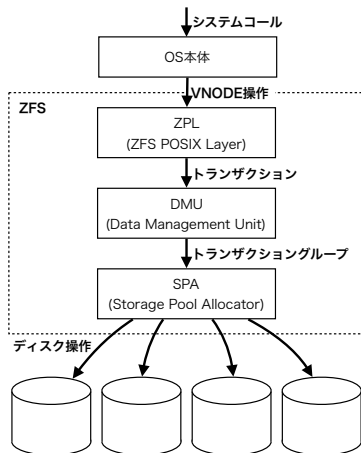 システムコール
OS本体
VNODE操作
ZFS
ZPL
(ZFS POSIX Layer)
トランザクション
DMU
(Data Management Unit)
トランザクショングループ
SPA
(Storage Pool Allocator)
ディスク操作